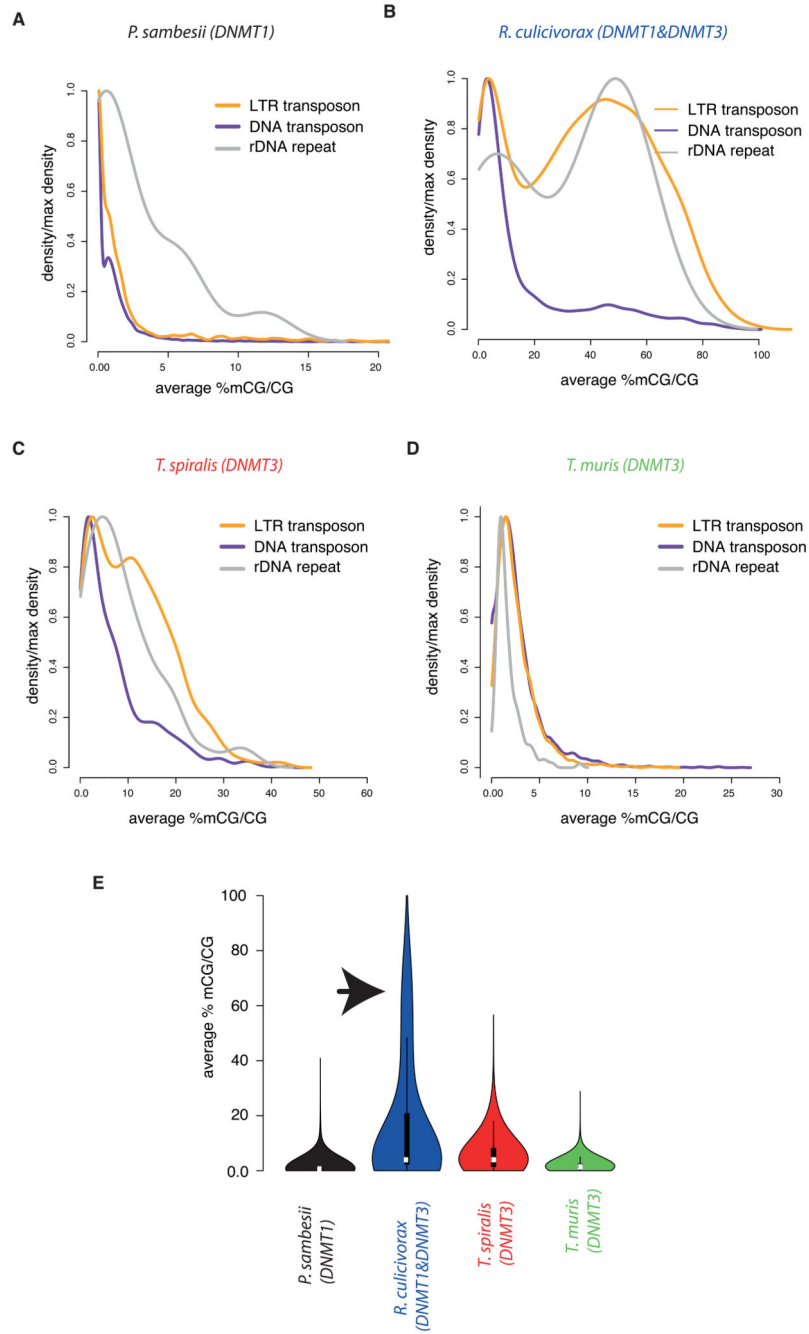 A
P. sambesii (DNMT1)
LTR transposon
DNA transposon
rDNA repeat
density/max density
0.0
0.2
0.4
0.6
0.8
1.0
0.00
5
10
15
20
average %mCG/CG
B
R. culicivorax (DNMT1&DNMT3)
LTR transposon
DNA transposon
rDNA repeat
density/max density
0.0
0.2
0.4
0.6
0.8
1.0
0.0
20
40
60
80
100
average %mCG/CG
C
T. spiralis (DNMT3)
LTR transposon
DNA transposon
rDNA repeat
density/max density
0.0
0.2
0.4
0.6
0.8
1.0
0.0
10
20
30
40
50
60
average %mCG/CG
D
T. muris (DNMT3)
LTR transposon
DNA transposon
rDNA repeat
density/max density
0.0
0.2
0.4
0.6
0.8
1.0
0.00
5
10
15
20
25
30
average %mCG/CG
E
average % mCG/CG
100
80
60
40
20
0.0
P. sambesii
(DNMT1)
R. culicivorax
(DNMT1&DNMT3)
T. spiralis
(DNMT3)
T. muris
(DNMT3)